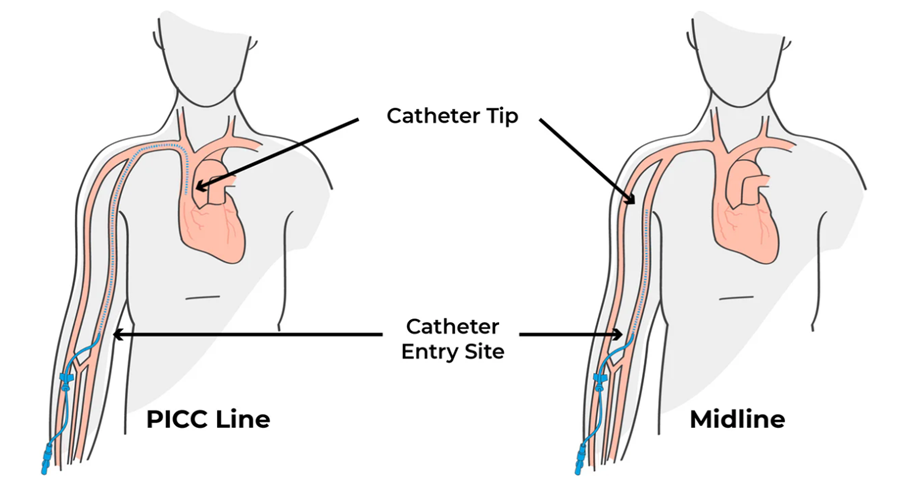 Catheter Tip
Catheter
Entry Site
PICC Line
Midline